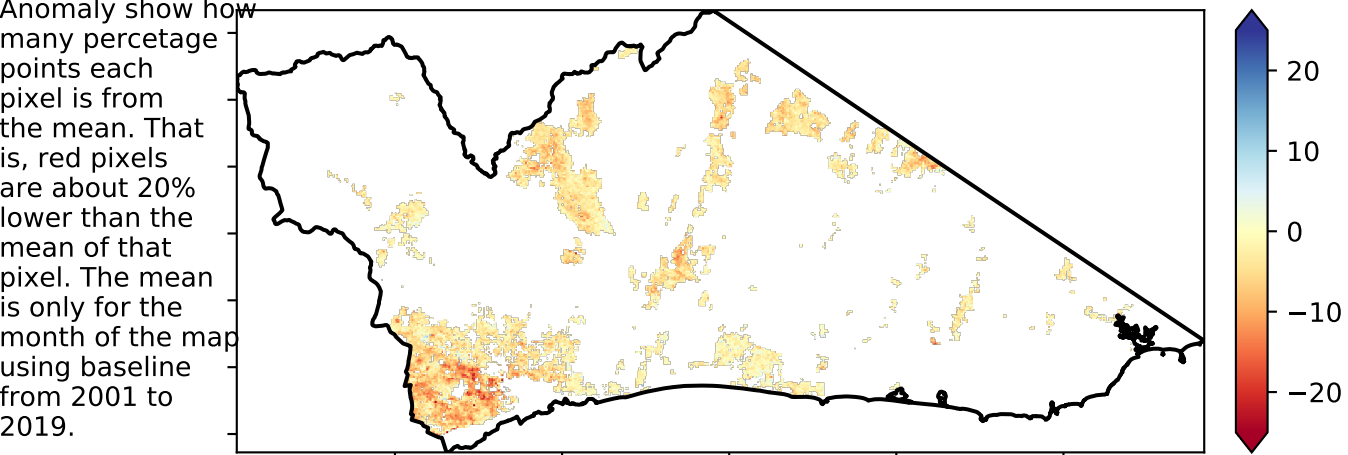 Anomaly show how
many percetage
points each
pixel is from
the mean. That
is, red pixels
are about 20%
lower than the
mean of that
pixel. The mean
is only for the
month of the map
using baseline
from 2001 to
2019.
20
10
0
−10
−20